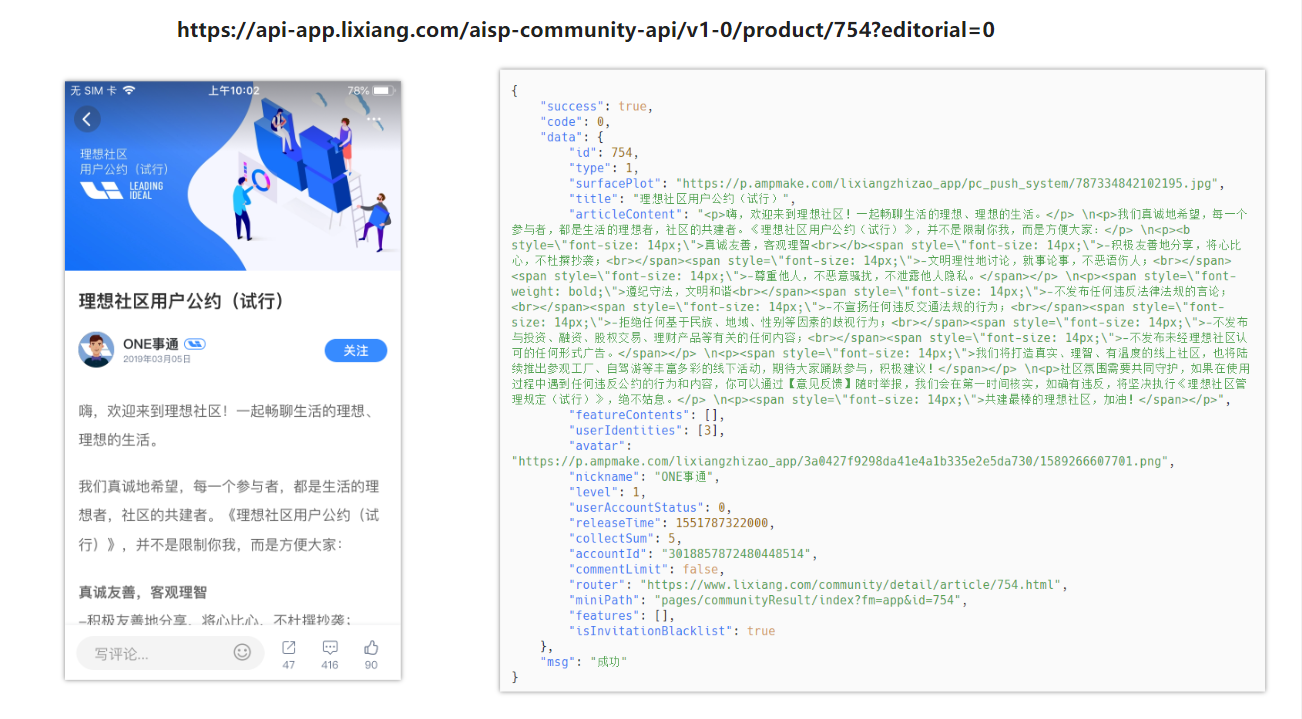 https://api-app.lixiang.com/aisp-community-api/v1-0/product/754?editorial=0
无 SIM 卡
上午10:02
78%
理想社区
用户公约（试行）
LEADING
IDEAL
理想社区用户公约（试行）
ONE事通
2019年03月05日
关注
嗨，欢迎来到理想社区！一起畅聊生活的理想、
理想的生活。
我们真诚地希望，每一个参与者，都是生活的理
想者，社区的共建者。《理想社区用户公约（试
行）》，并不是限制你我，而是方便大家：
真诚友善，客观理智
-积极友善地分享，将心比心，不杜撰抄袭；
写评论...
47
416
90
{
"success": true,
"code": 0,
"data": {
"id": 754,
"type": 1,
"surfacePlot": "https://p.ampmake.com/lixiangzhizao_app/pc_push_system/787334842102195.jpg",
"title": "理想社区用户公约（试行）",
"articleContent": "<p>嗨，欢迎来到理想社区！一起畅聊生活的理想、理想的生活。</p> \n<p>我们真诚地希望，每一个
参与者，都是生活的理想者，社区的共建者。《理想社区用户公约（试行）》，并不是限制你我，而是方便大家：</p> \n<p><b
style=\"font-size: 14px;\">真诚友善，客观理智<br></b><span style=\"font-size: 14px;\">-积极友善地分享，将心比
心，不杜撰抄袭；<br></span><span style=\"font-size: 14px;\">-文明理性地讨论，就事论事，不恶语伤人；<br></span>
<span style=\"font-size: 14px;\">-尊重他人，不恶意骚扰，不泄露他人隐私。</span></p> \n<p><span style=\"font-
weight: bold;\">遵纪守法，文明和谐<br></span><span style=\"font-size: 14px;\">-不发布任何违反法律法规的言论；
<br></span><span style=\"font-size: 14px;\">-不宣扬任何违反交通法规的行为；<br></span><span style=\"font-
size: 14px;\">-拒绝任何基于民族、地域、性别等因素的歧视行为；<br></span><span style=\"font-size: 14px;\">-不发布
与投资、融资、股权交易、理财产品等有关的任何内容；<br></span><span style=\"font-size: 14px;\">-不发布未经理想社区认
可的任何形式广告。</span></p> \n<p><span style=\"font-size: 14px;\">我们将打造真实、理智、有温度的线上社区，也将陆
续推出参观工厂、自驾游等丰富多彩的线下活动，期待大家踊跃参与，积极建议！</span></p> \n<p>社区氛围需要共同守护，如果在使用
过程中遇到任何违反公约的行为和内容，你可以通过【意见反馈】随时举报，我们会在第一时间核实，如确有违反，将坚决执行《理想社区管
理规定（试行）》，绝不姑息。</p> \n<p><span style=\"font-size: 14px;\">共建最棒的理想社区，加油！</span></p>",
"featureContents": [],
"userIdentities": [3],
"avatar":
"https://p.ampmake.com/lixiangzhizao_app/3a0427f9298da41e4a1b335e2e5da730/1589266607701.png",
"nickname": "ONE事通",
"level": 1,
"userAccountStatus": 0,
"releaseTime": 1551787322000,
"collectSum": 5,
"accountId": "3018857872480448514",
"commentLimit": false,
"router": "https://www.lixiang.com/community/detail/article/754.html",
"miniPath": "pages/communityResult/index?fm=app&id=754",
"features": [],
"isInvitationBlacklist": true
},
"msg": "成功"
}